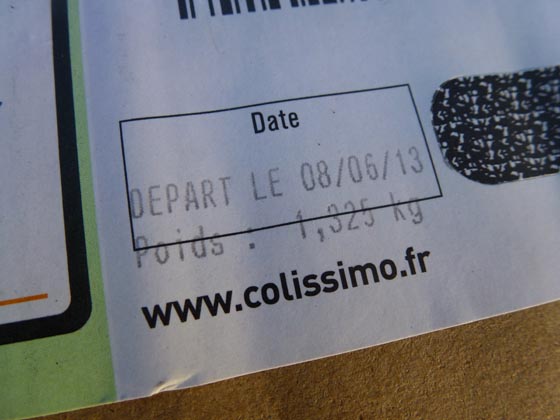 Date
DEPART LE 08/06/13
Poids : 1,325 kg
www.colissimo.fr